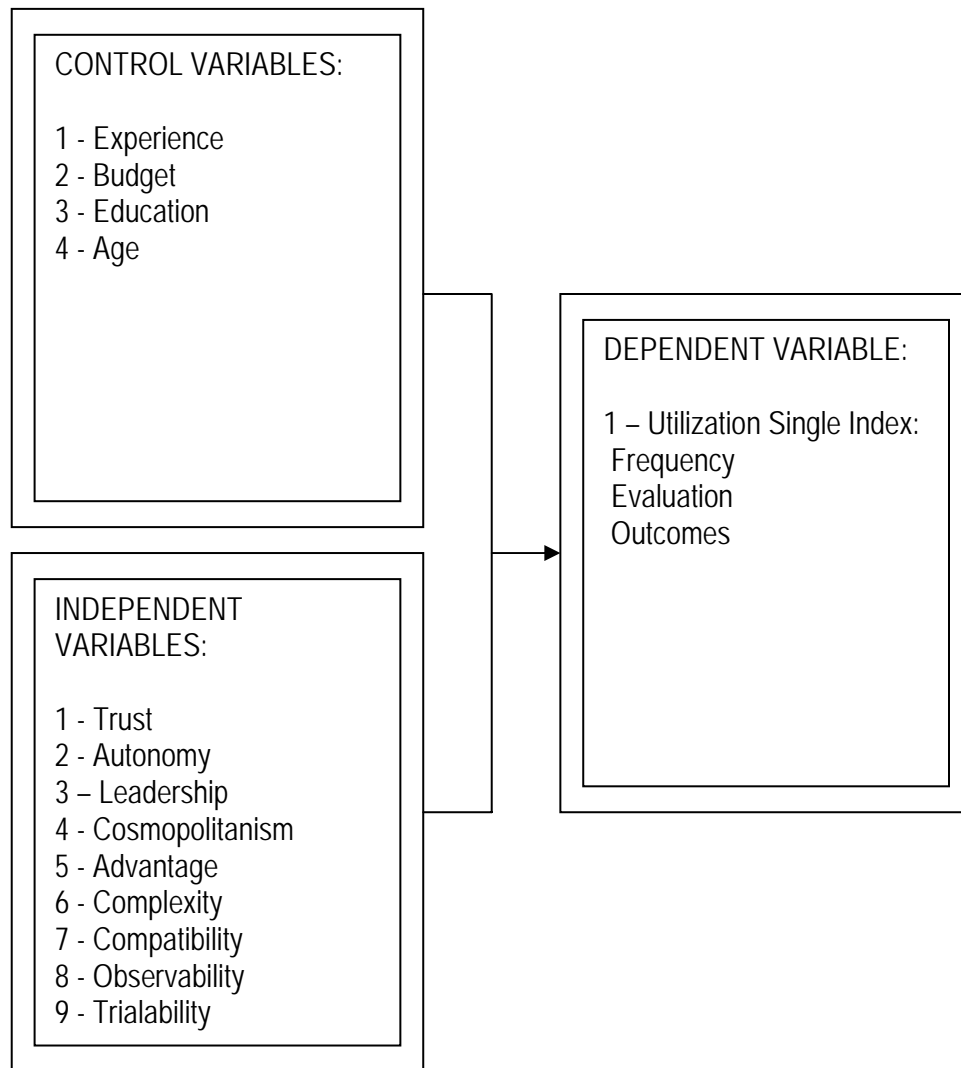 CONTROL VARIABLES:
1 - Experience
2 - Budget
3 - Education
4 - Age
DEPENDENT VARIABLE:
1 – Utilization Single Index:
Frequency
Evaluation
Outcomes
INDEPENDENT
VARIABLES:
1 - Trust
2 - Autonomy
3 – Leadership
4 - Cosmopolitanism
5 - Advantage
6 - Complexity
7 - Compatibility
8 - Observability
9 - Trialability